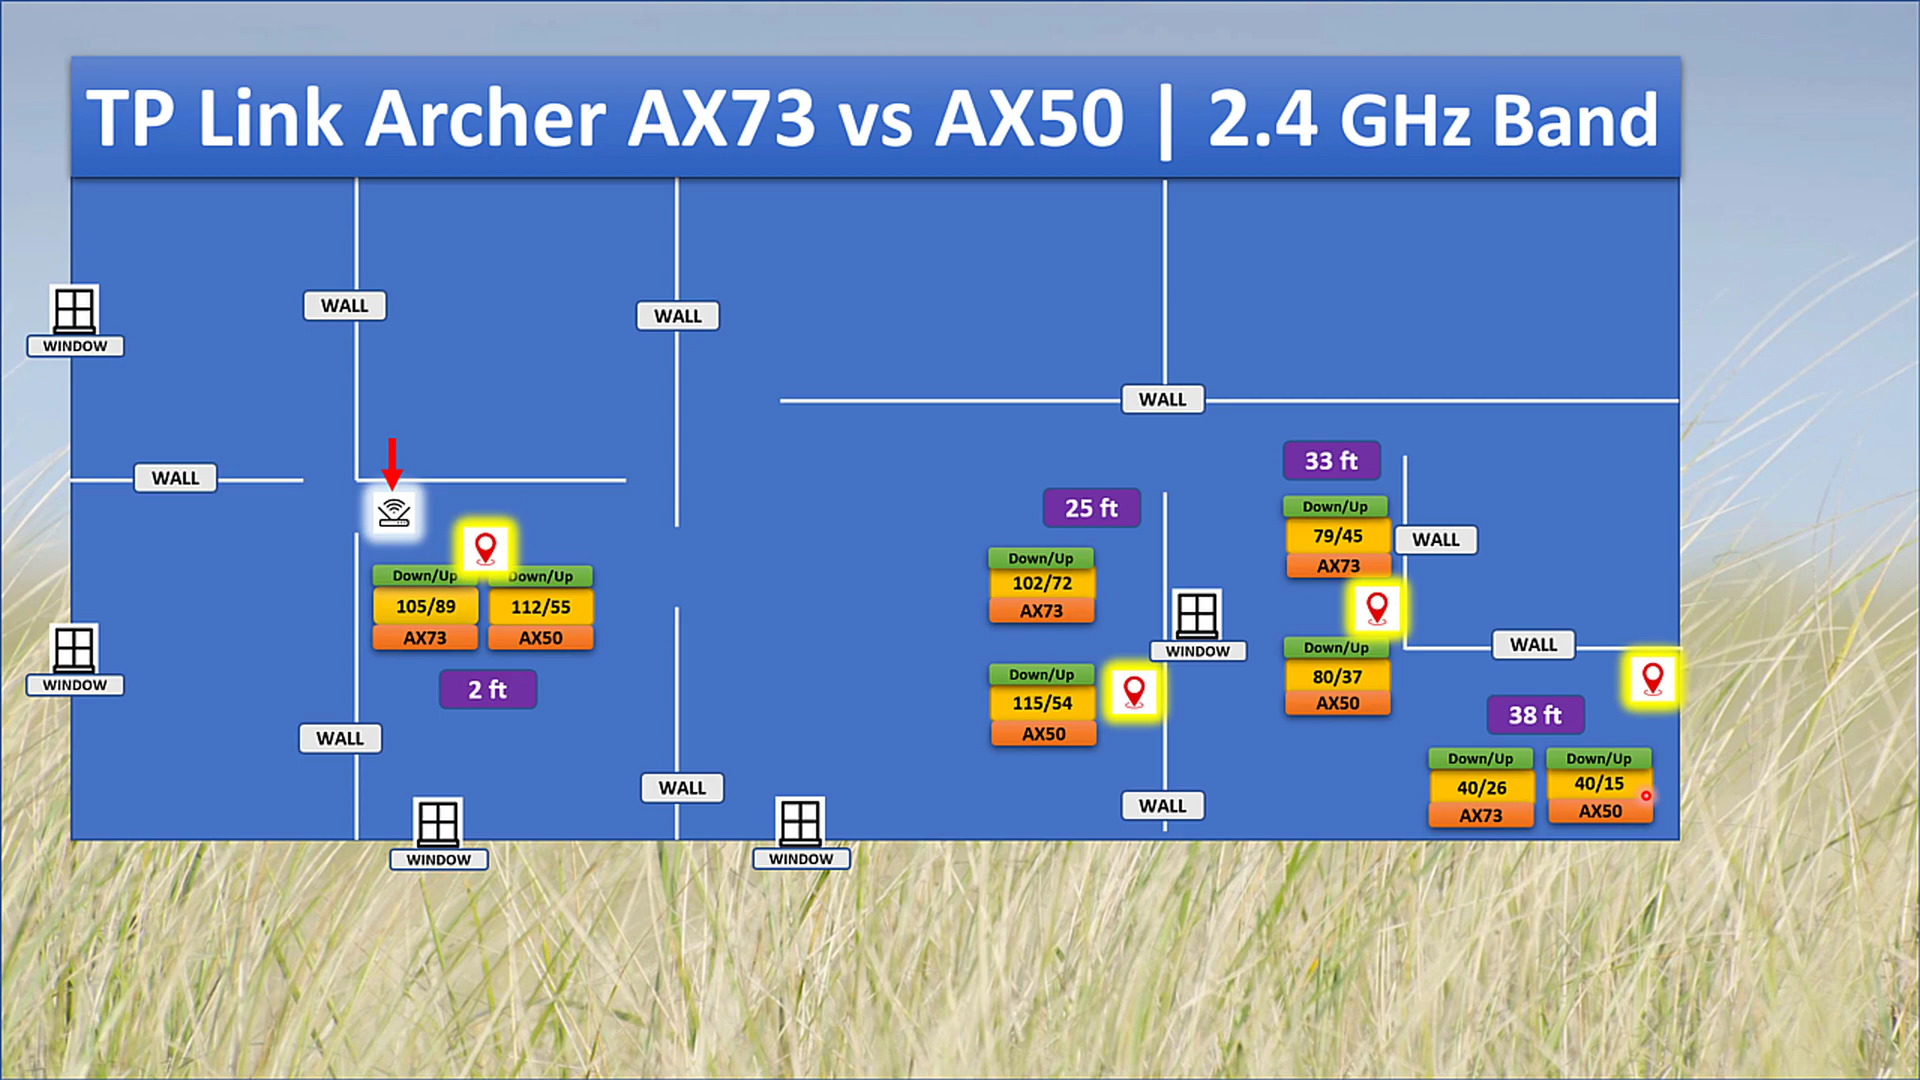 TP Link Archer AX73 vs AX50 | 2.4 GHz Band
WALL
WALL
WINDOW
WALL
WALL
33 ft
Down/Up
79/45
AX73
WALL
25 ft
Down/Up
102/72
AX73
Down/Up
105/89
AX73
Down/Up
112/55
AX50
2 ft
WINDOW
WINDOW
WALL
Down/Up
115/54
AX50
Down/Up
80/37
AX50
38 ft
WALL
WALL
WALL
Down/Up
40/26
AX73
Down/Up
40/15
AX50
WINDOW
WINDOW